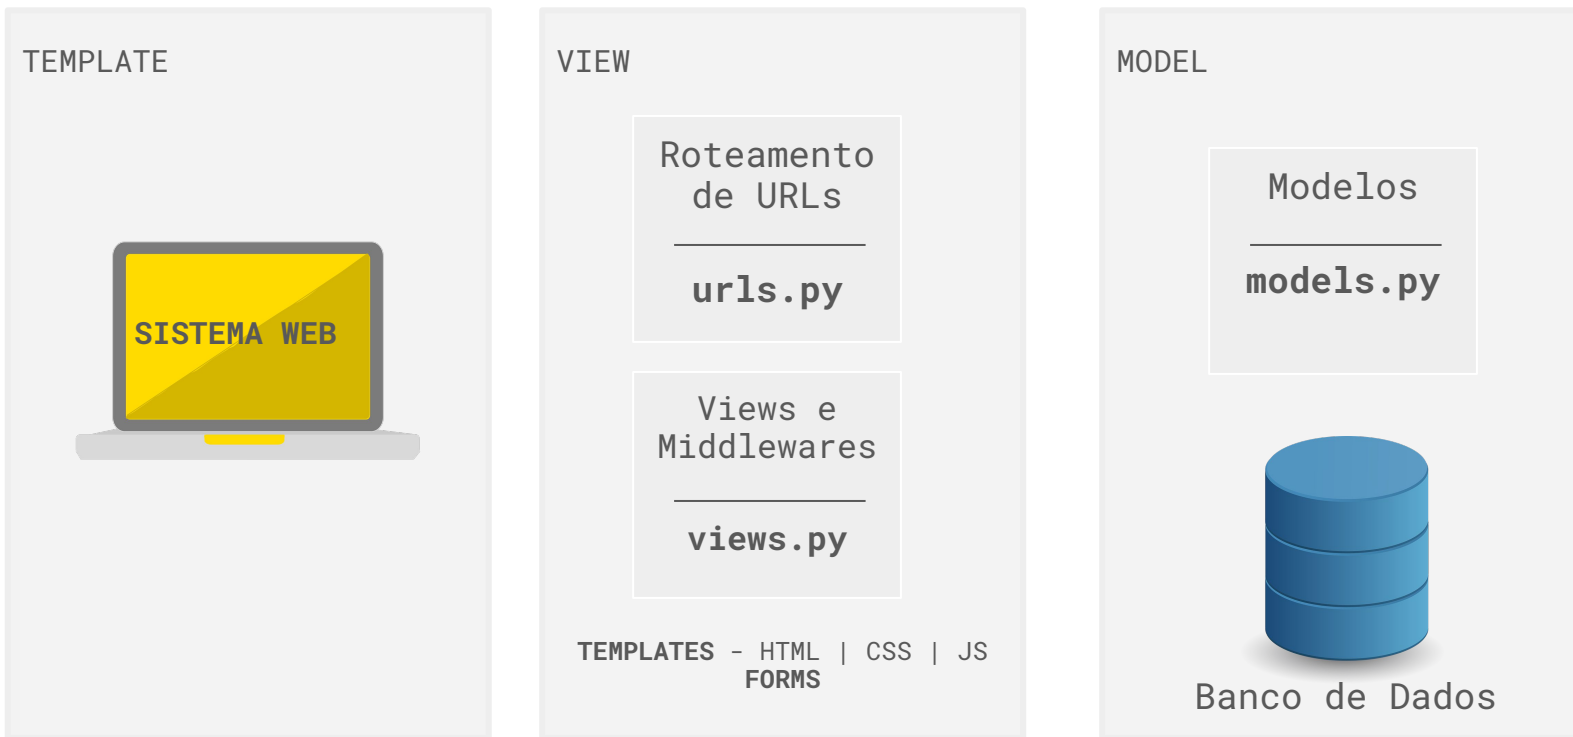 TEMPLATE
SISTEMA WEB
VIEW
Roteamento
de URLs
urls.py
Views e
Middlewares
views.py
TEMPLATES - HTML | CSS | JS
FORMS
MODEL
Modelos
models.py
Banco de Dados